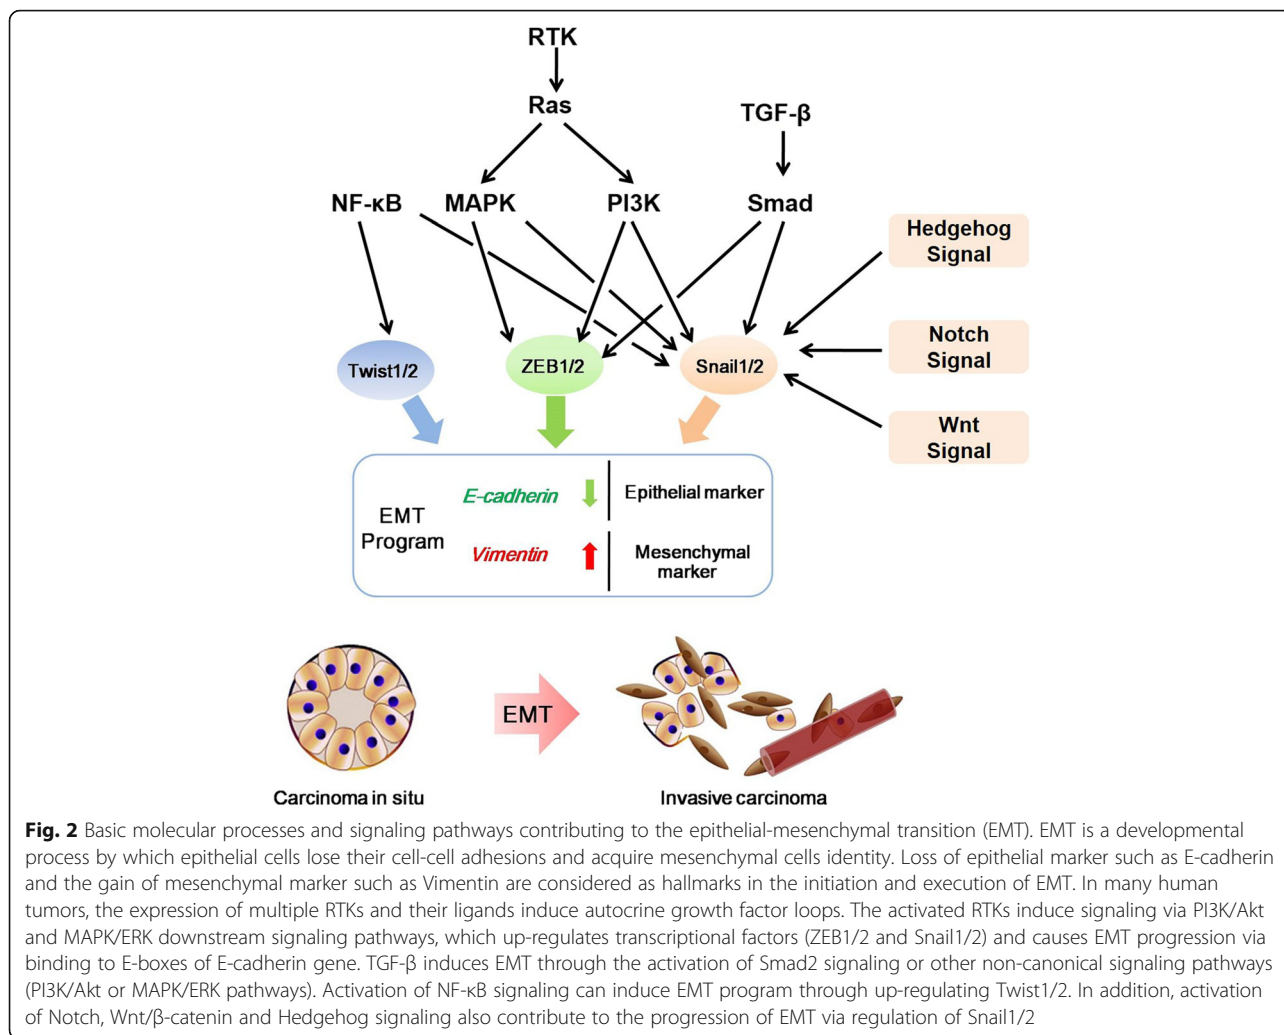 RTK
Ras
TGF-β
NF-κB
MAPK
PI3K
Smad
Hedgehog
Signal
Notch
Signal
Wnt
Signal
Twist1/2
ZEB1/2
Snail1/2
EMT
Program
E-cadherin
Epithelial marker
Vimentin
Mesenchymal
marker
EMT
Carcinoma in situ
Invasive carcinoma
Fig. 2 Basic molecular processes and signaling pathways contributing to the epithelial-mesenchymal transition (EMT). EMT is a developmental
process by which epithelial cells lose their cell-cell adhesions and acquire mesenchymal cells identity. Loss of epithelial marker such as E-cadherin
and the gain of mesenchymal marker such as Vimentin are considered as hallmarks in the initiation and execution of EMT. In many human
tumors, the expression of multiple RTKs and their ligands induce autocrine growth factor loops. The activated RTKs induce signaling via PI3K/Akt
and MAPK/ERK downstream signaling pathways, which up-regulates transcriptional factors (ZEB1/2 and Snail1/2) and causes EMT progression via
binding to E-boxes of E-cadherin gene. TGF-β induces EMT through the activation of Smad2 signaling or other non-canonical signaling pathways
(PI3K/Akt or MAPK/ERK pathways). Activation of NF-κB signaling can induce EMT program through up-regulating Twist1/2. In addition, activation
of Notch, Wnt/β-catenin and Hedgehog signaling also contribute to the progression of EMT via regulation of Snail1/2